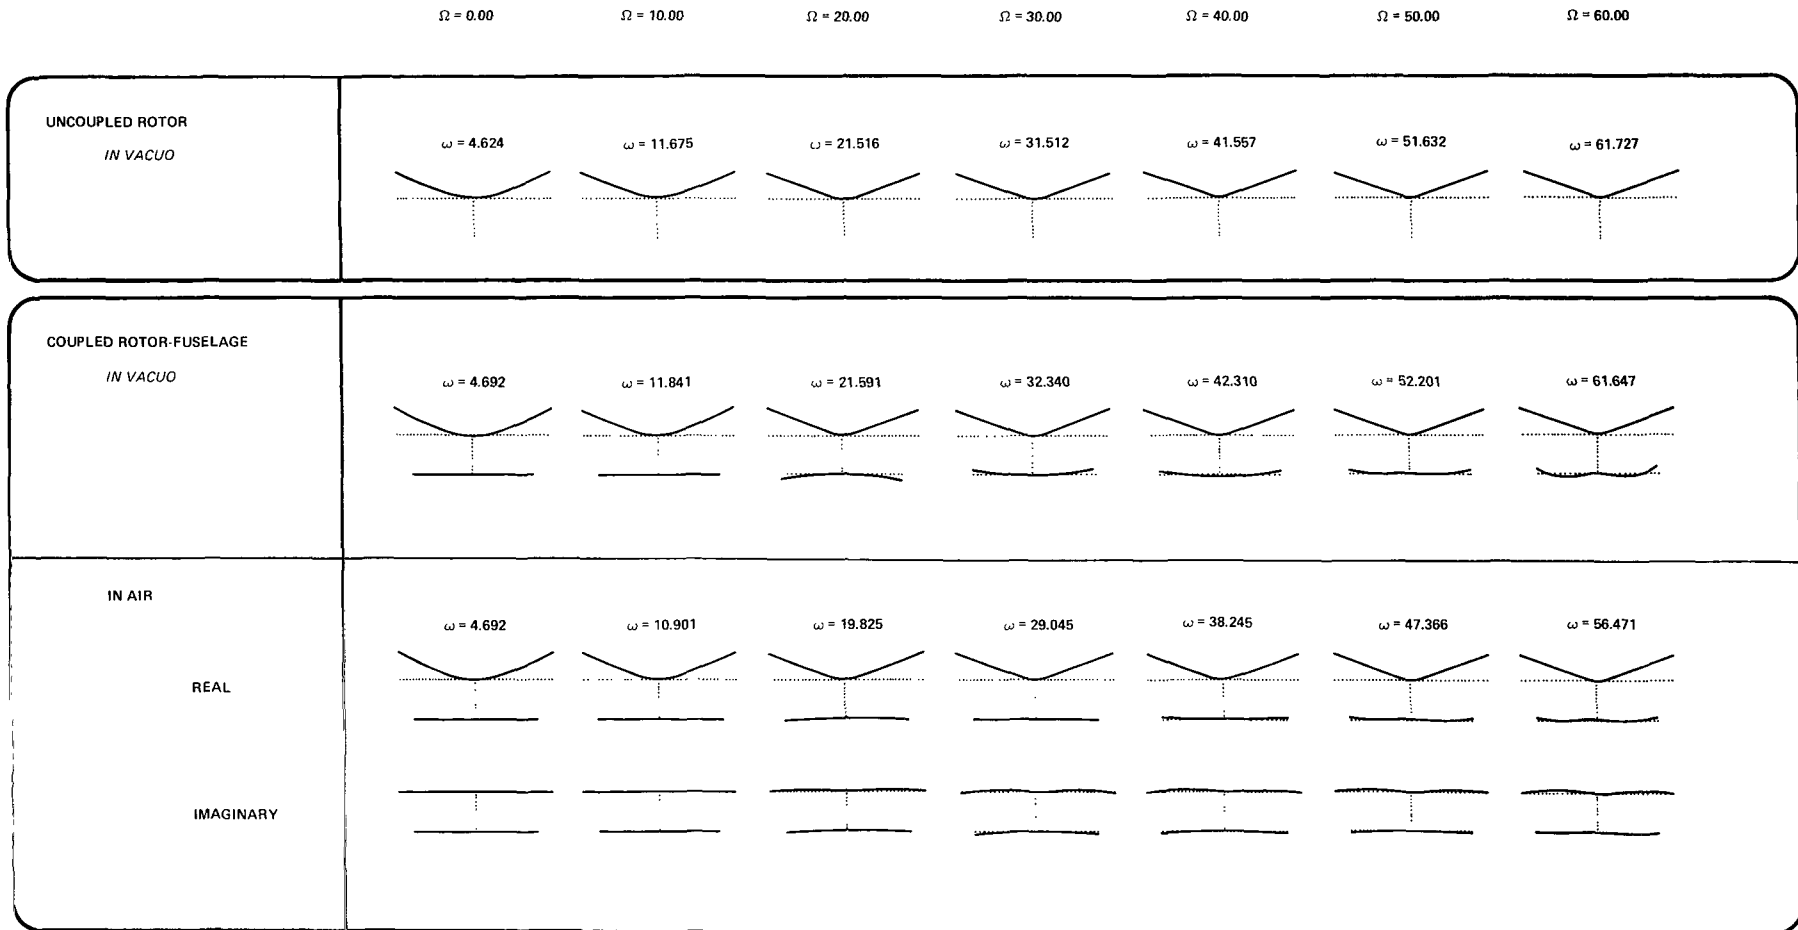 Ω = 0.00 Ω = 10.00 Ω = 20.00 Ω = 30.00 Ω = 40.00 Ω = 50.00 Ω = 60.00
UNCOUPLED ROTOR
IN VACUO
ω = 4.624 ω = 11.675 ω = 21.516 ω = 31.512 ω = 41.557 ω = 51.632 ω = 61.727
COUPLED ROTOR-FUSELAGE
IN VACUO
ω = 4.692 ω = 11.841 ω = 21.591 ω = 32.340 ω = 42.310 ω = 52.201 ω = 61.647
IN AIR
ω = 4.692 ω = 10.901 ω = 19.825 ω = 29.045 ω = 38.245 ω = 47.366 ω = 56.471
REAL
IMAGINARY